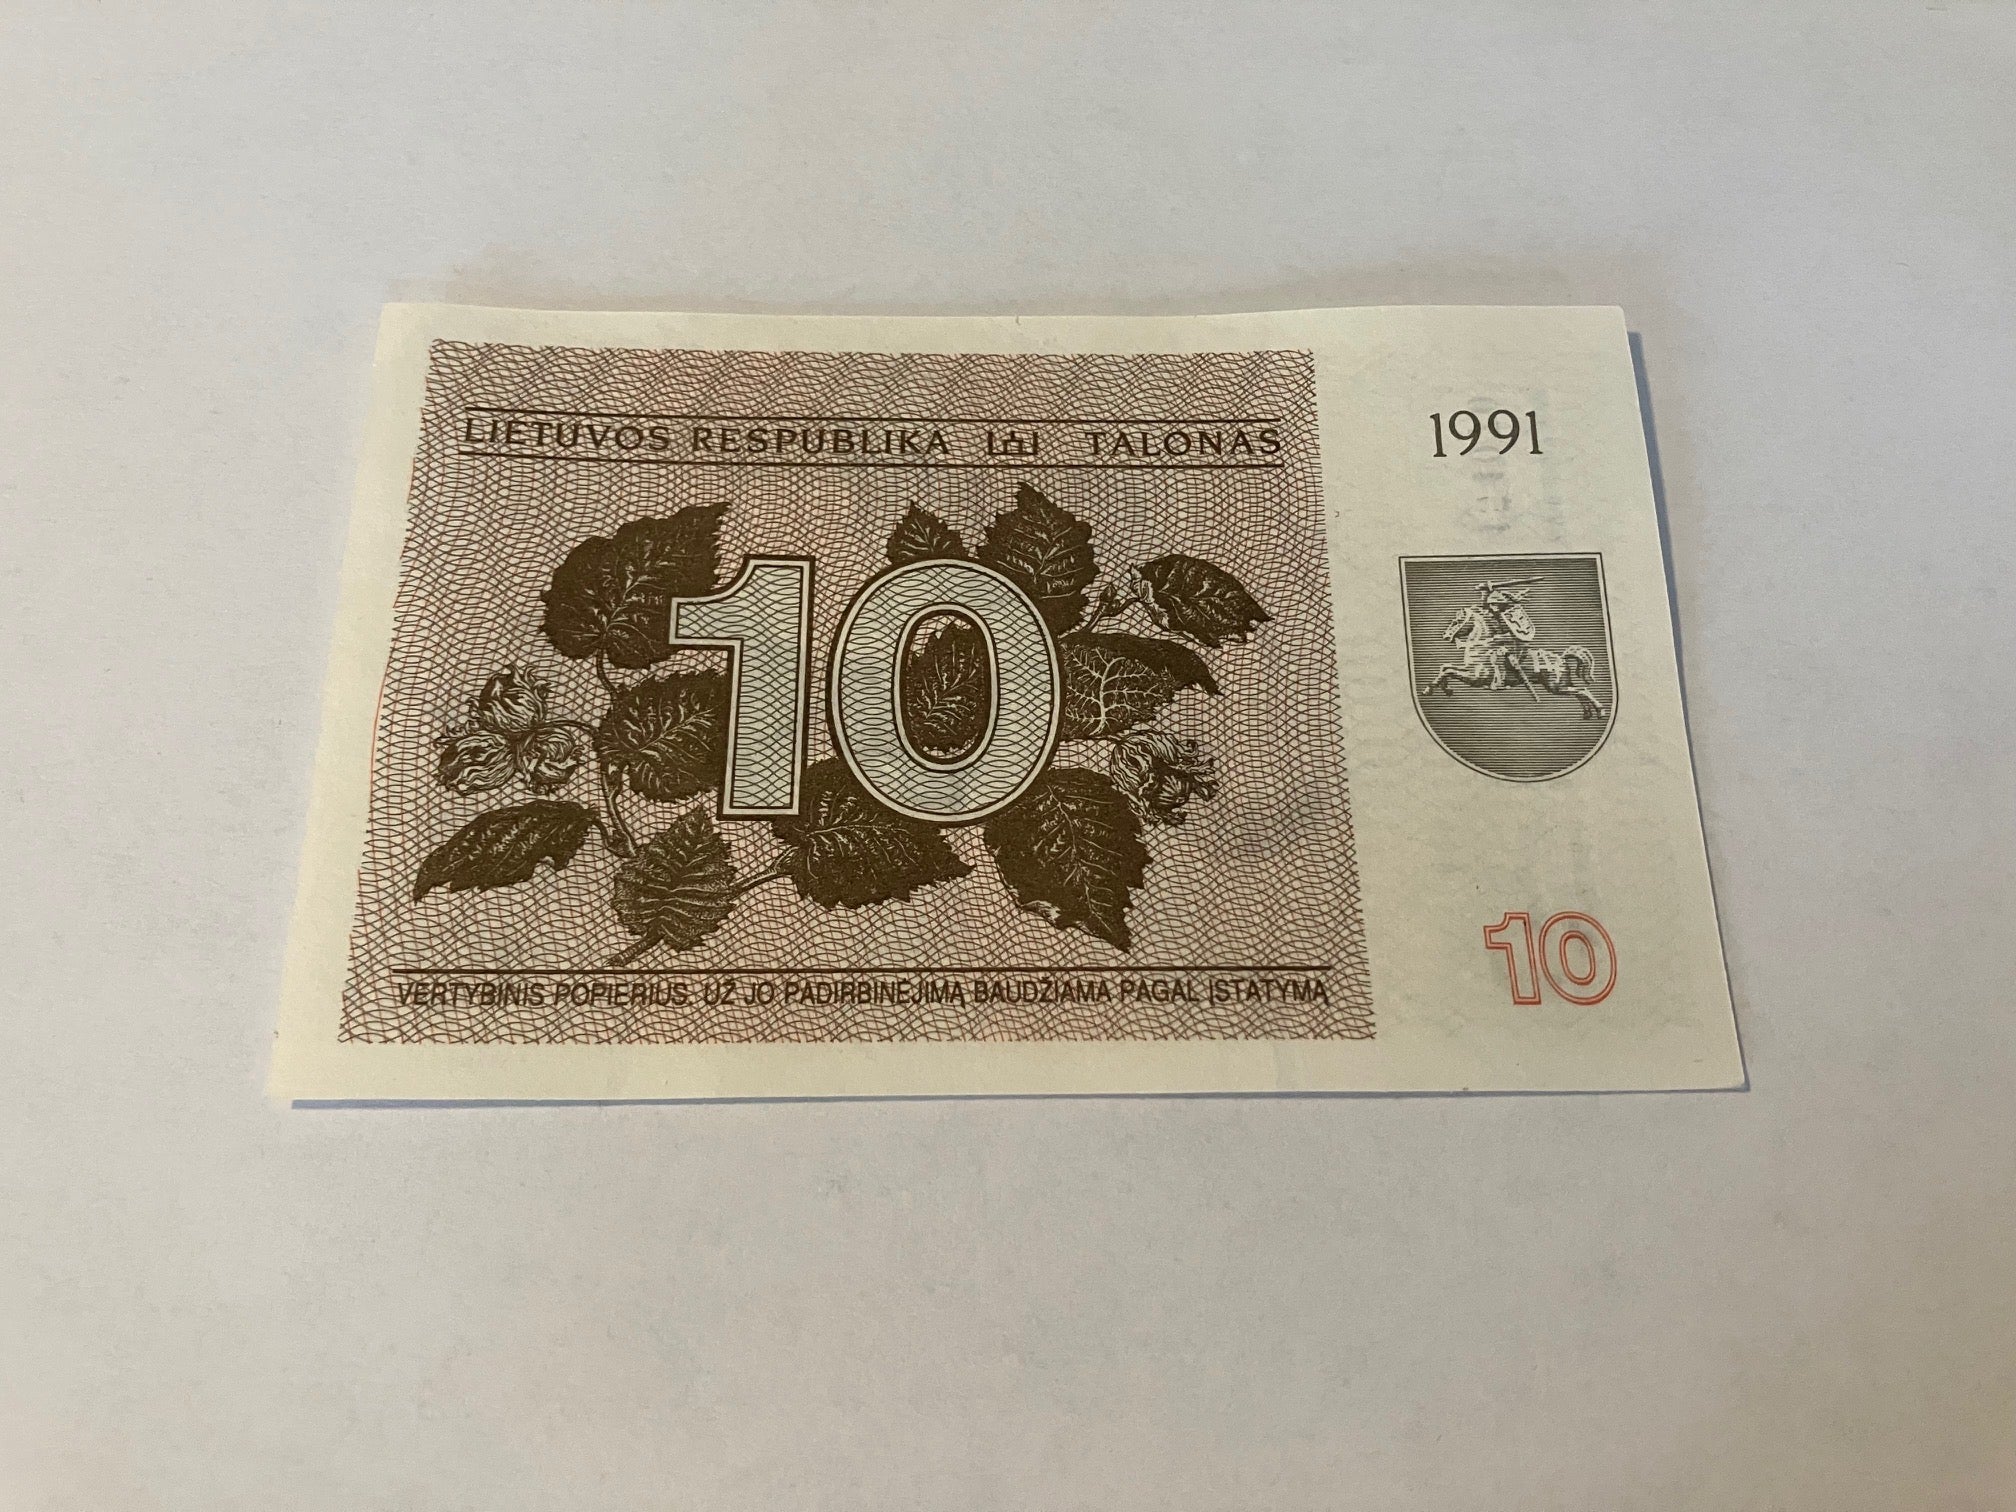 LIETUVOS RESPUBLIKA TALONAS
1991
10
10
VERTYBINIS POPIERIUS. UŽ JO PADIRBINĖJIMĄ BAUDŽIAMA PAGAL ĮSTATYMĄ